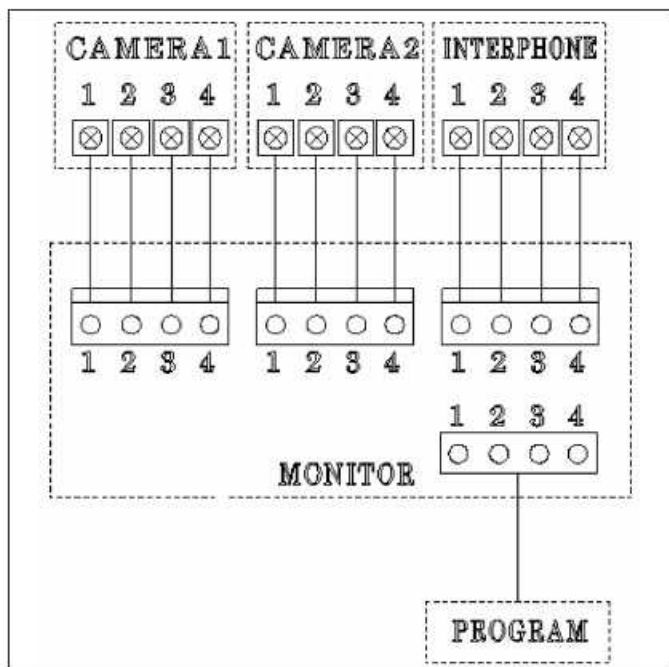 CAMERA1 CAMERA2 INTERPHONE
1 2 3 4 1 2 3 4 1 2 3 4
1 2 3 4 1 2 3 4 1 2 3 4
1 2 3 4
MONITOR
PROGRAM